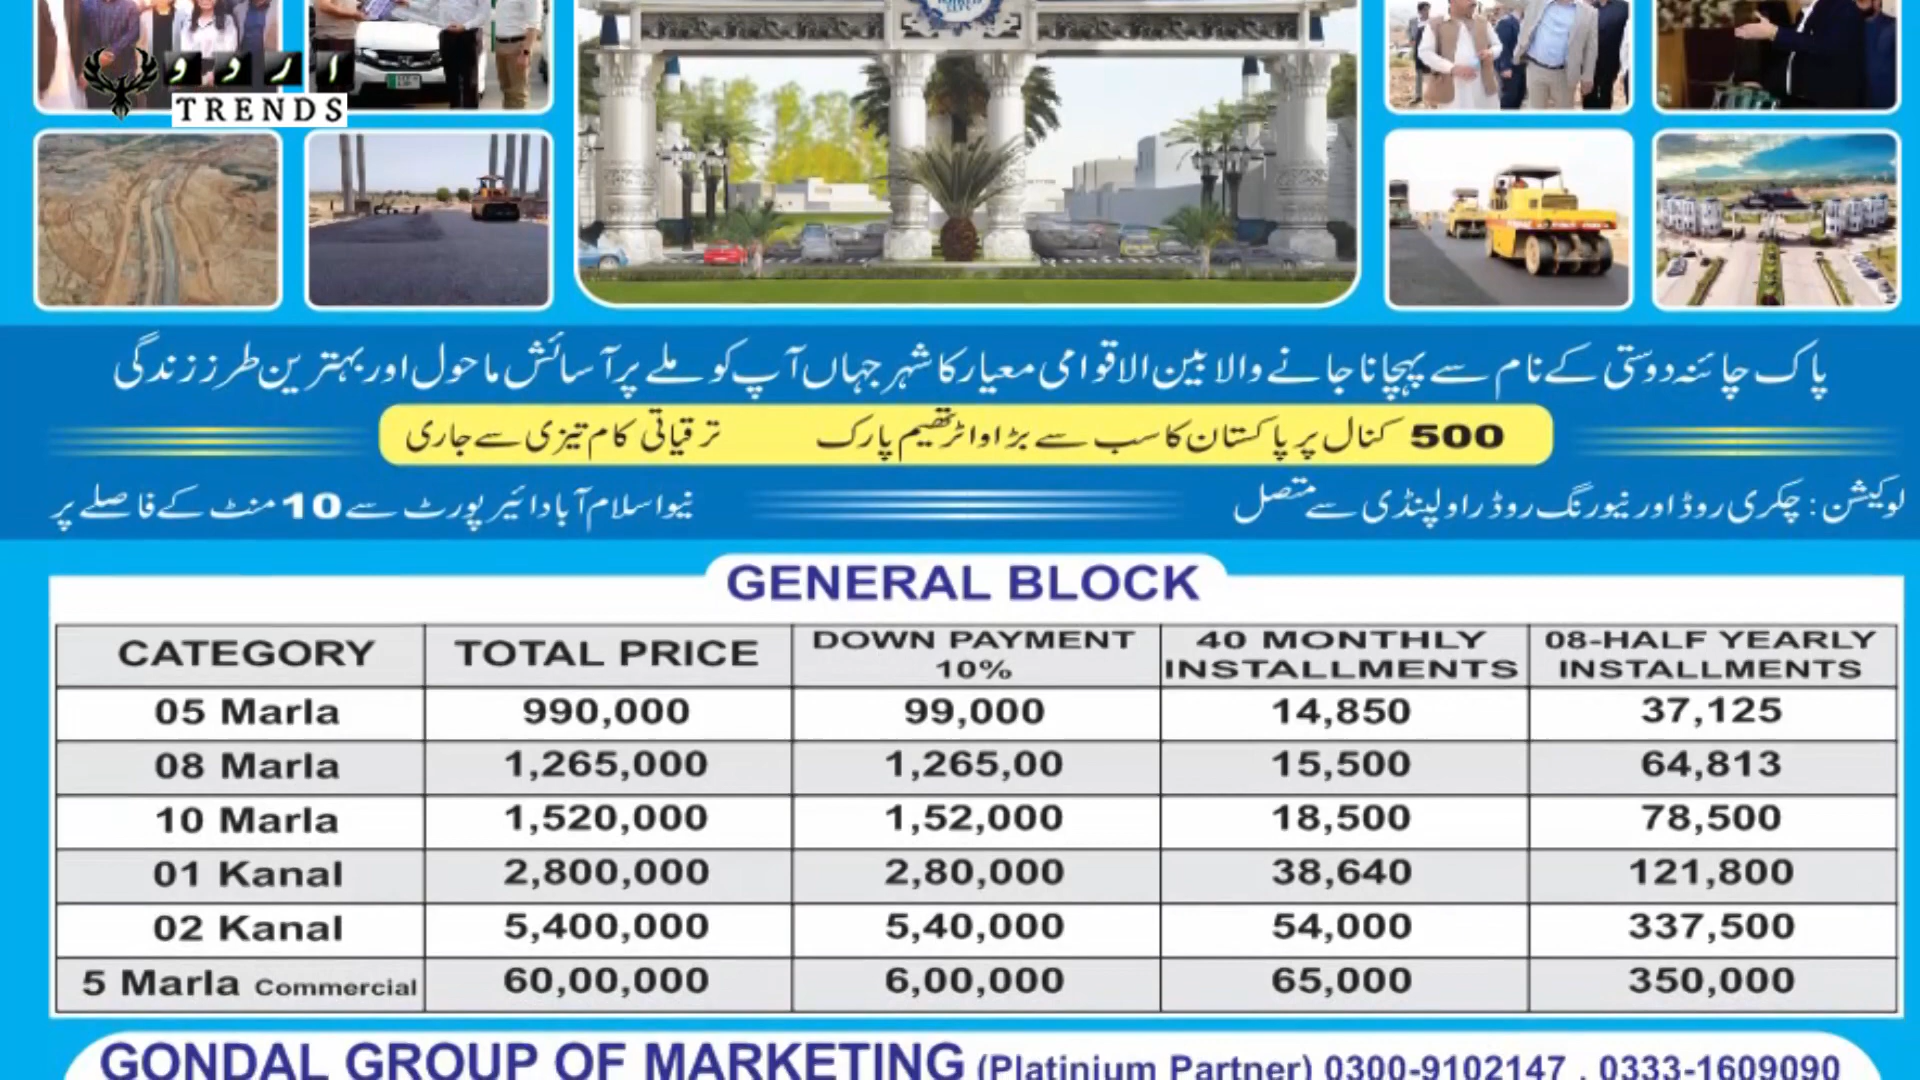 اردو
TRENDS
پاک چائنہ دوستی کے نام سے پہچانا جانے والا بین الاقوامی معیار کا شہر جہاں آپ کو ملے پر آسائش ماحول اور بہترین طرز زندگی
500 کنال پر پاکستان کا سب سے بڑا واٹر تھیم پارک ترقیاتی کام تیزی سے جاری
لوکیشن : چکری روڈ اور نیو رنگ روڈ راولپنڈی سے متصل نیو اسلام آباد ائیر پورٹ سے 10 منٹ کے فاصلے پر
GENERAL BLOCK
CATEGORY TOTAL PRICE DOWN PAYMENT 10% 40 MONTHLY INSTALLMENTS 08-HALF YEARLY INSTALLMENTS
05 Marla 990,000 99,000 14,850 37,125
08 Marla 1,265,000 1,265,00 15,500 64,813
10 Marla 1,520,000 1,52,000 18,500 78,500
01 Kanal 2,800,000 2,80,000 38,640 121,800
02 Kanal 5,400,000 5,40,000 54,000 337,500
5 Marla Commercial 60,00,000 6,00,000 65,000 350,000
GONDAL GROUP OF MARKETING (Platinium Partner) 0300-9102147 , 0333-1609090